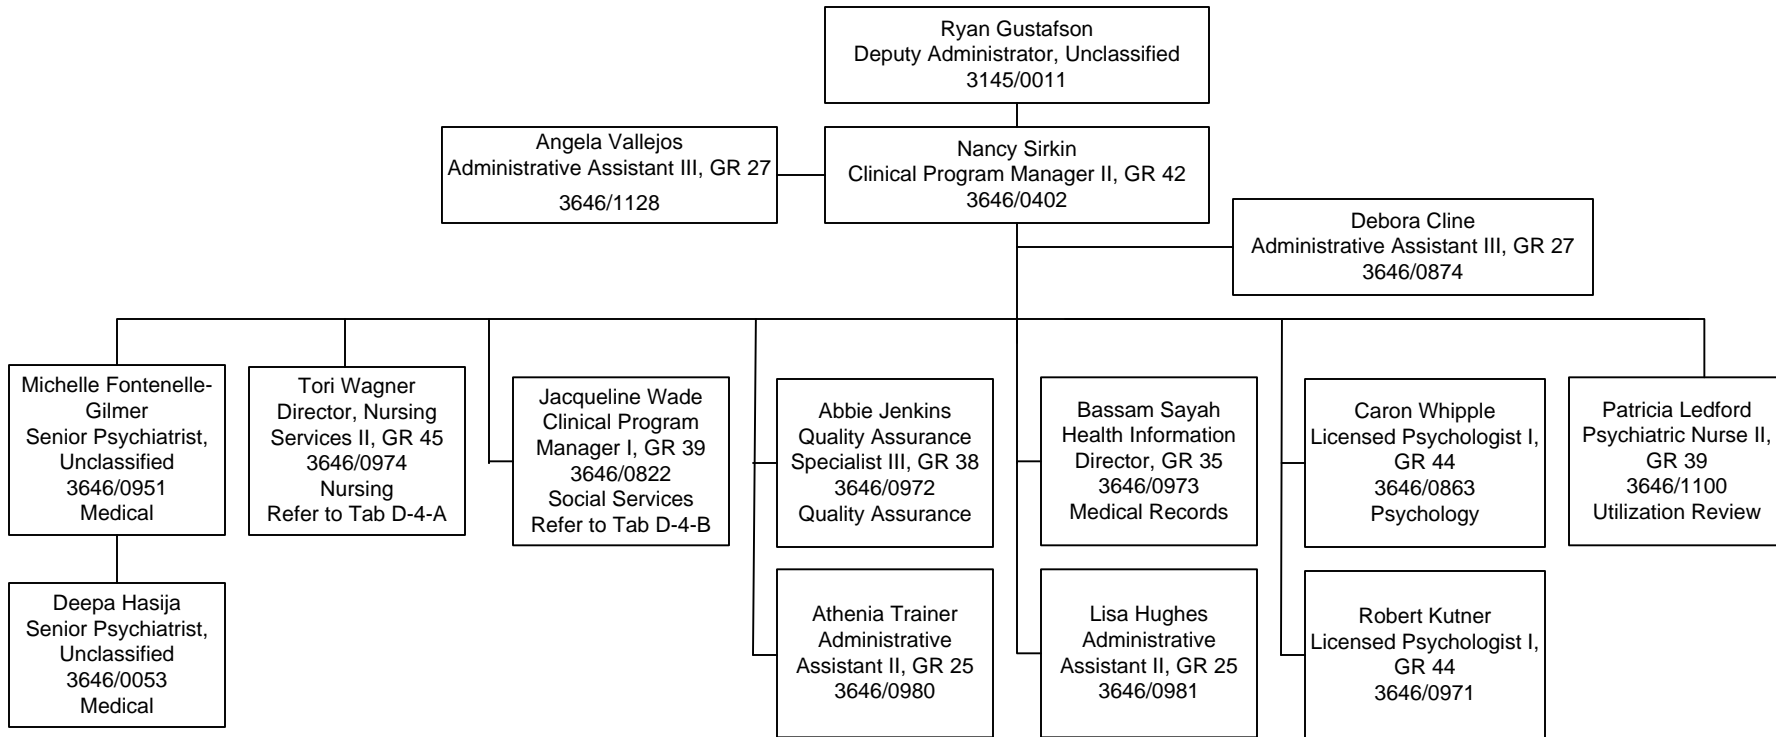 Ryan Gustafson
Deputy Administrator, Unclassified
3145/0011
Angela Vallejos
Administrative Assistant III, GR 27
3646/1128
Nancy Sirkin
Clinical Program Manager II, GR 42
3646/0402
Debora Cline
Administrative Assistant III, GR 27
3646/0874
Michelle Fontenelle-
Gilmer
Senior Psychiatrist,
Unclassified
3646/0951
Medical
Tori Wagner
Director, Nursing
Services II, GR 45
3646/0974
Nursing
Refer to Tab D-4-A
Jacqueline Wade
Clinical Program
Manager I, GR 39
3646/0822
Social Services
Refer to Tab D-4-B
Abbie Jenkins
Quality Assurance
Specialist III, GR 38
3646/0972
Quality Assurance
Bassam Sayah
Health Information
Director, GR 35
3646/0973
Medical Records
Caron Whipple
Licensed Psychologist I,
GR 44
3646/0863
Psychology
Patricia Ledford
Psychiatric Nurse II,
GR 39
3646/1100
Utilization Review
Deepa Hasija
Senior Psychiatrist,
Unclassified
3646/0053
Medical
Athenia Trainer
Administrative
Assistant II, GR 25
3646/0980
Lisa Hughes
Administrative
Assistant II, GR 25
3646/0981
Robert Kutner
Licensed Psychologist I,
GR 44
3646/0971